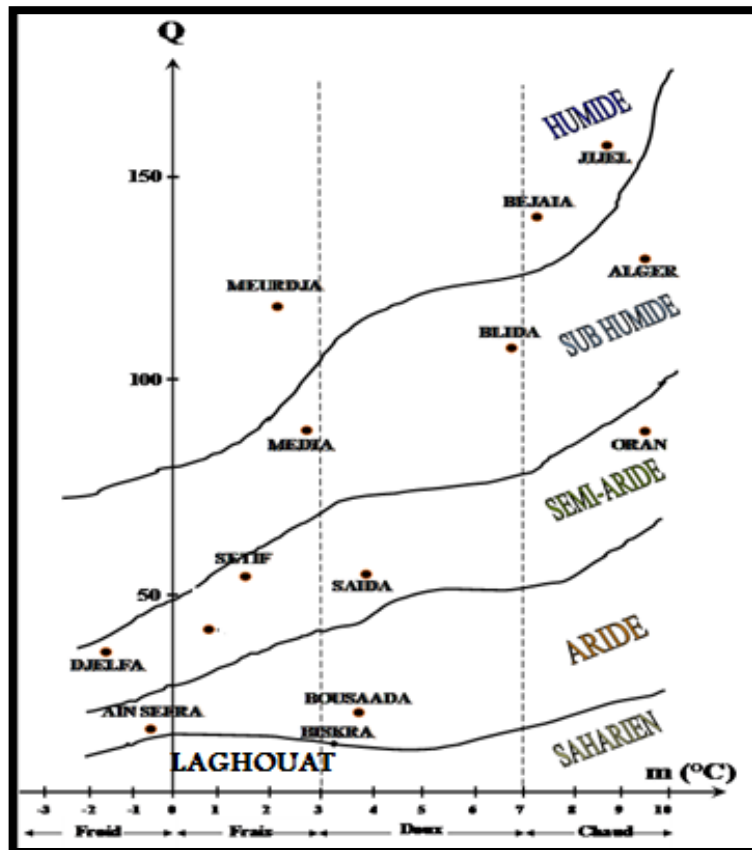 Q
HUMIDE
JIJEL
150
BEJAIA
MEURDJA
ALGER
BLIDA
SUB HUMIDE
100
MEDIA
ORAN
SEMI-ARIDE
SETIF
50
SAIDA
DJELFA
ARIDE
AIN SEFRA
BOUSAADA
BISKRA
SAHARIEN
LAGHOUAT
m (°C)
-3 -2 -1 0 1 2 3 4 5 6 7 8 9 10
Froid Frais Doux Chaud